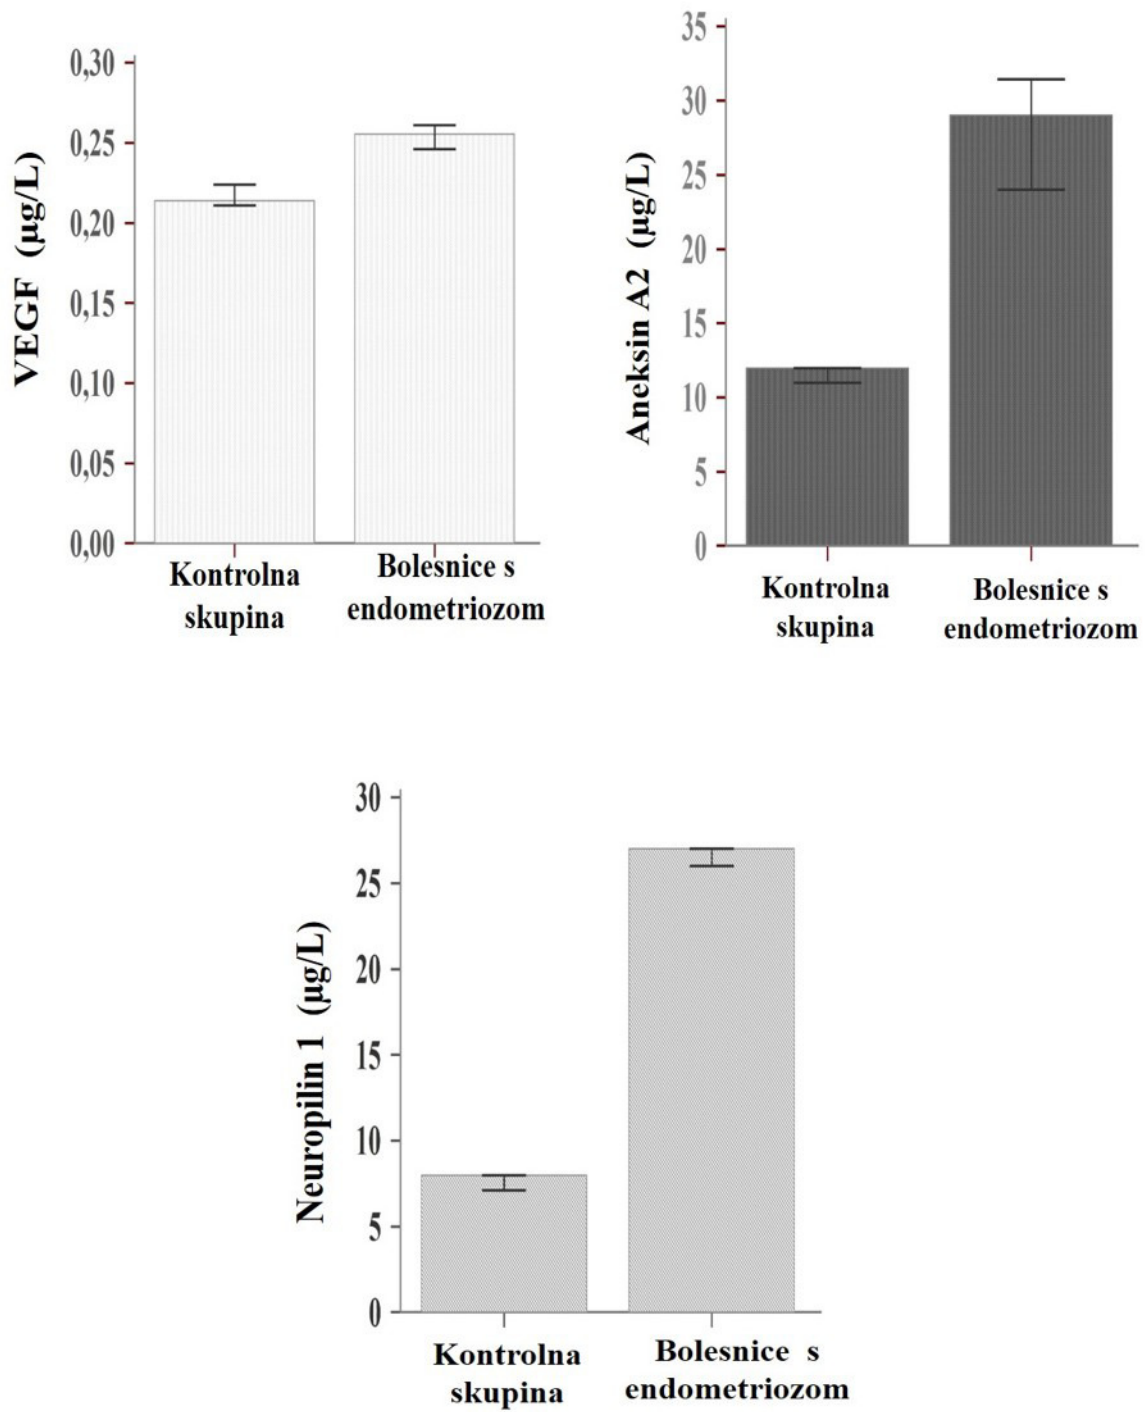 VEGF (µg/L)
0,30
0,25
0,20
0,15
0,10
0,05
0,00
Kontrolna
skupina
Bolesnice s
endometriozom
Aneksin A2 (µg/L)
35
30
25
20
15
10
5
0
Kontrolna
skupina
Bolesnice s
endometriozom
Neuropilin 1 (µg/L)
30
25
20
15
10
5
0
Kontrolna
skupina
Bolesnice s
endometriozom